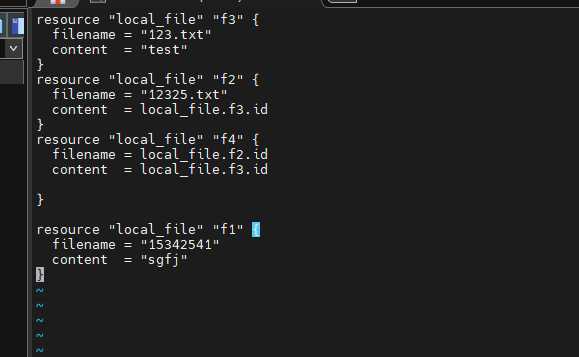 resource "local_file" "f3" {
  filename = "123.txt"
  content  = "test"
}
resource "local_file" "f2" {
  filename = "12325.txt"
  content  = local_file.f3.id
}
resource "local_file" "f4" {
  filename = local_file.f2.id
  content  = local_file.f3.id

}

resource "local_file" "f1" {
  filename = "15342541"
  content  = "sgfj"
}
~
~
~
~
~